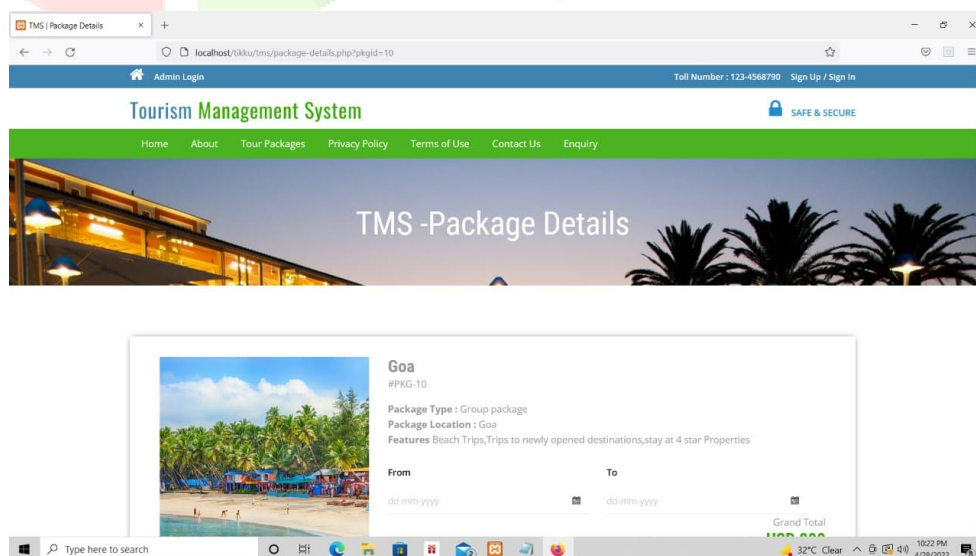 TMS | Package Details
localhost/tikku/tms/package-details.php?pkgid=10
Admin Login
Toll Number : 123-4568790 Sign Up / Sign In
Tourism Management System
SAFE & SECURE
Home About Tour Packages Privacy Policy Terms of Use Contact Us Enquiry
TMS -Package Details
Goa
#PKG-10
Package Type : Group package
Package Location : Goa
Features Beach Trips,Trips to newly opened destinations,stay at 4 star Properties
From To
dd-mm-yyyy dd-mm-yyyy
Grand Total
Type here to search
32°C Clear
10:22 PM
4/28/2022